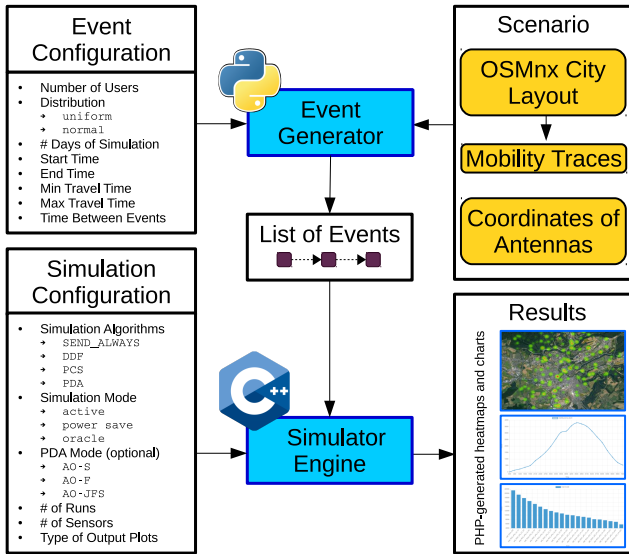 Event
Configuration
• Number of Users
• Distribution
➔ uniform
➔ normal
• # Days of Simulation
• Start Time
• End Time
• Min Travel Time
• Max Travel Time
• Time Between Events
Event
Generator
Scenario
OSMnx City
Layout
Mobility Traces
Coordinates of
Antennas
List of Events
Simulation
Configuration
• Simulation Algorithms
➔ SEND_ALWAYS
➔ DDF
➔ PCS
➔ PDA
• Simulation Mode
➔ active
➔ power save
➔ oracle
• PDA Mode (optional)
➔ AO-S
➔ AO-F
➔ AO-JFS
• # of Runs
• # of Sensors
• Type of Output Plots
C++
Simulator
Engine
Results
PHP-generated heatmaps and charts